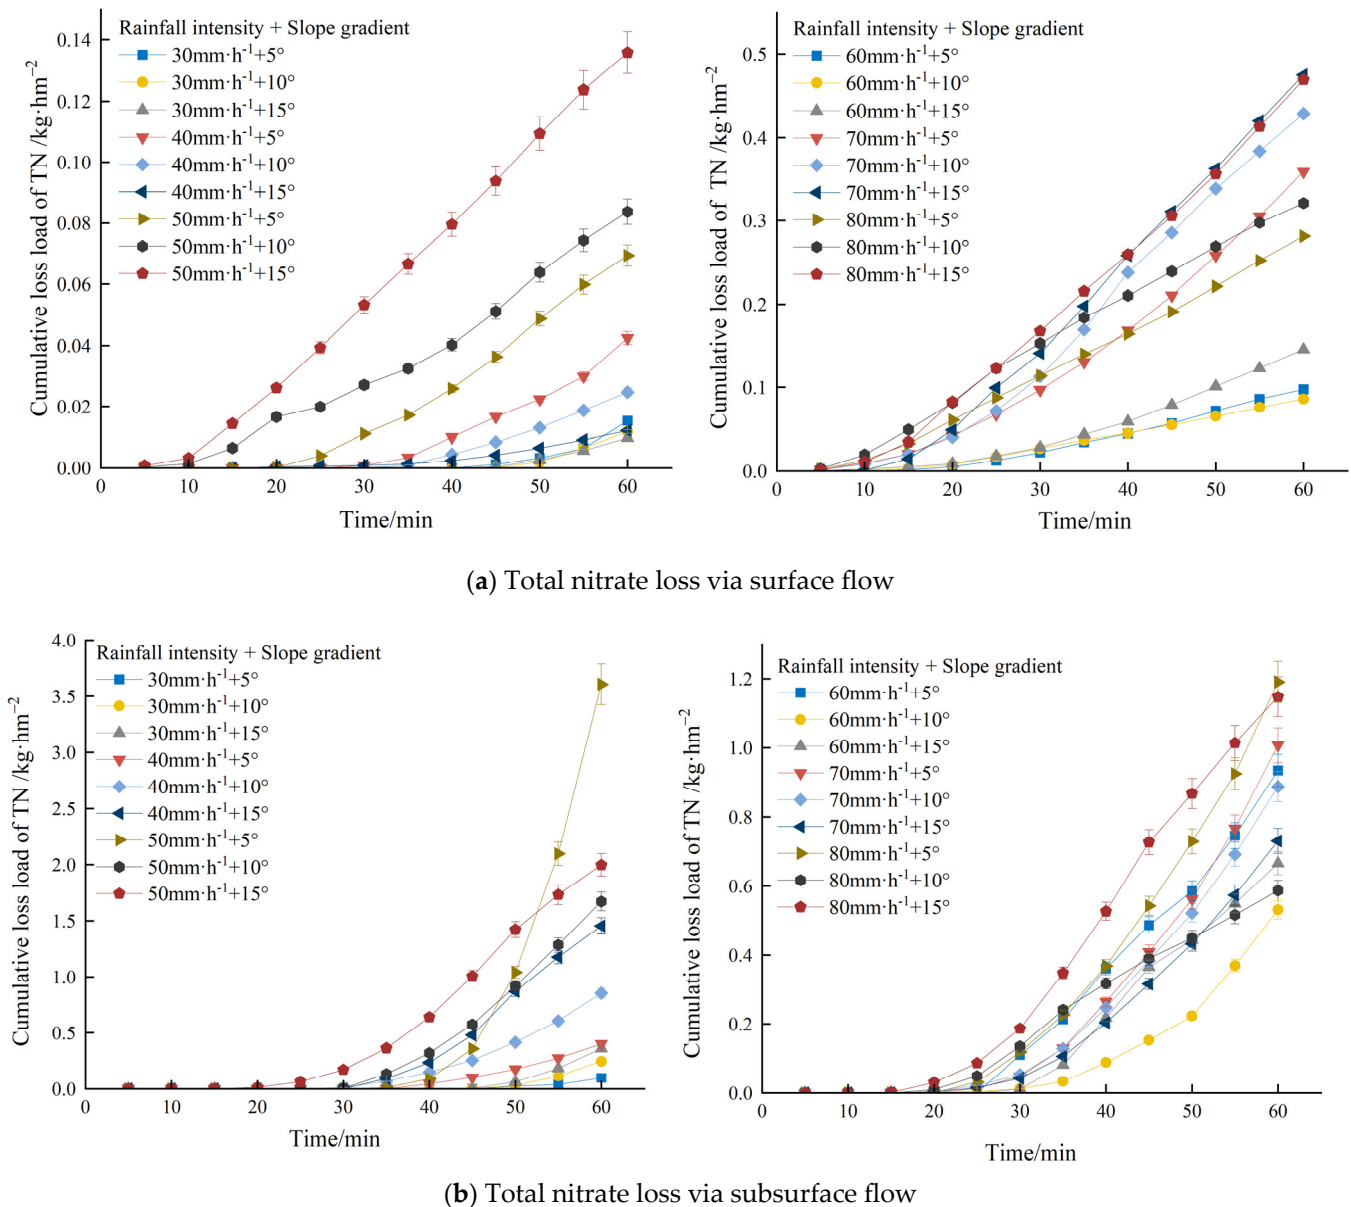 Cumulative loss load of TN /kg·hm⁻²
0.14
0.12
0.10
0.08
0.06
0.04
0.02
0.00
Rainfall intensity + Slope gradient
30mm·h⁻¹+5°
30mm·h⁻¹+10°
30mm·h⁻¹+15°
40mm·h⁻¹+5°
40mm·h⁻¹+10°
40mm·h⁻¹+15°
50mm·h⁻¹+5°
50mm·h⁻¹+10°
50mm·h⁻¹+15°
0 10 20 30 40 50 60
Time/min
Cumulative loss load of TN /kg·hm⁻²
0.5
0.4
0.3
0.2
0.1
0.0
Rainfall intensity + Slope gradient
60mm·h⁻¹+5°
60mm·h⁻¹+10°
60mm·h⁻¹+15°
70mm·h⁻¹+5°
70mm·h⁻¹+10°
70mm·h⁻¹+15°
80mm·h⁻¹+5°
80mm·h⁻¹+10°
80mm·h⁻¹+15°
0 10 20 30 40 50 60
Time/min
(a) Total nitrate loss via surface flow
Cumulative loss load of TN /kg·hm⁻²
4.0
3.5
3.0
2.5
2.0
1.5
1.0
0.5
0.0
Rainfall intensity + Slope gradient
30mm·h⁻¹+5°
30mm·h⁻¹+10°
30mm·h⁻¹+15°
40mm·h⁻¹+5°
40mm·h⁻¹+10°
40mm·h⁻¹+15°
50mm·h⁻¹+5°
50mm·h⁻¹+10°
50mm·h⁻¹+15°
0 10 20 30 40 50 60
Time/min
Cumulative loss load of TN /kg·hm⁻²
1.2
1.0
0.8
0.6
0.4
0.2
0.0
Rainfall intensity + Slope gradient
60mm·h⁻¹+5°
60mm·h⁻¹+10°
60mm·h⁻¹+15°
70mm·h⁻¹+5°
70mm·h⁻¹+10°
70mm·h⁻¹+15°
80mm·h⁻¹+5°
80mm·h⁻¹+10°
80mm·h⁻¹+15°
0 10 20 30 40 50 60
Time/min
(b) Total nitrate loss via subsurface flow